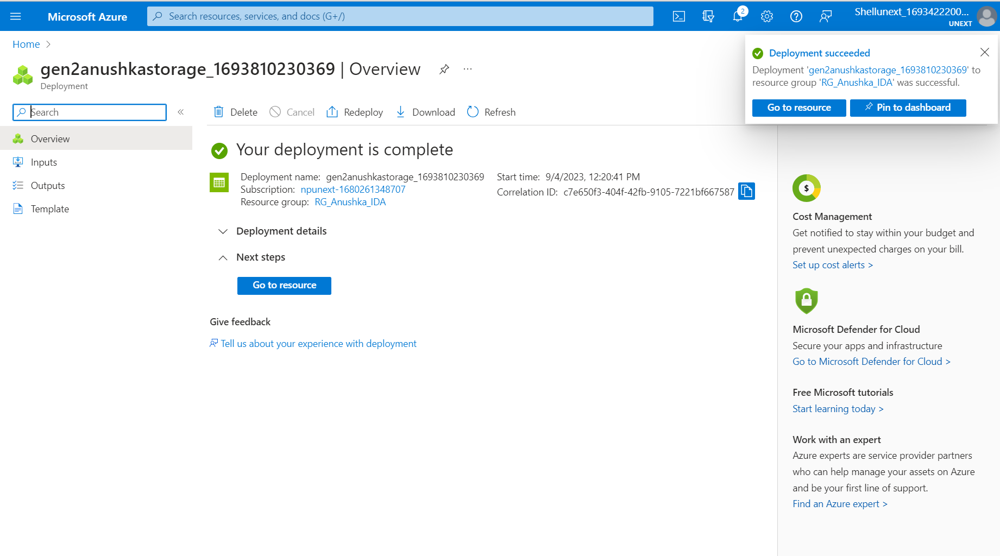 Microsoft Azure
Search resources, services, and docs (G+/)
2
Shellunext_1693422200...
UNEXT
Home >
gen2anushkastorage_1693810230369 | Overview
Deployment
Search
Overview
Inputs
Outputs
Template
Delete
Cancel
Redeploy
Download
Refresh
Your deployment is complete
Deployment name: gen2anushkastorage_1693810230369
Subscription: npunext-1680261348707
Resource group: RG_Anushka_IDA
Start time: 9/4/2023, 12:20:41 PM
Correlation ID: c7e650f3-404f-42fb-9105-7221bf667587
Deployment details
Next steps
Go to resource
Give feedback
Tell us about your experience with deployment
Deployment succeeded
Deployment 'gen2anushkastorage_1693810230369' to
resource group 'RG_Anushka_IDA' was successful.
Go to resource
Pin to dashboard
$
Cost Management
Get notified to stay within your budget and
prevent unexpected charges on your bill.
Set up cost alerts >
Microsoft Defender for Cloud
Secure your apps and infrastructure
Go to Microsoft Defender for Cloud >
Free Microsoft tutorials
Start learning today >
Work with an expert
Azure experts are service provider partners
who can help manage your assets on Azure
and be your first line of support.
Find an Azure expert >